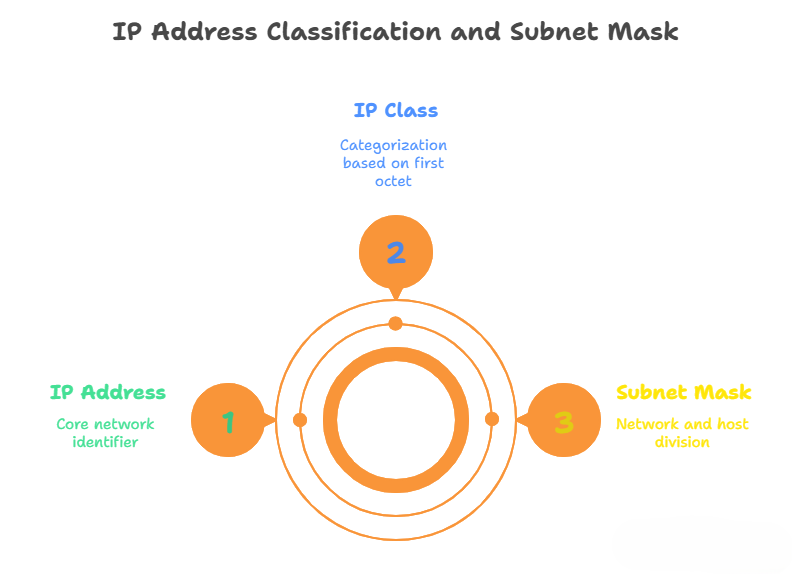 IP Address Classification and Subnet Mask
IP Class
Categorization
based on first
octet
2
IP Address
Core network
identifier
1
3
Subnet Mask
Network and host
division